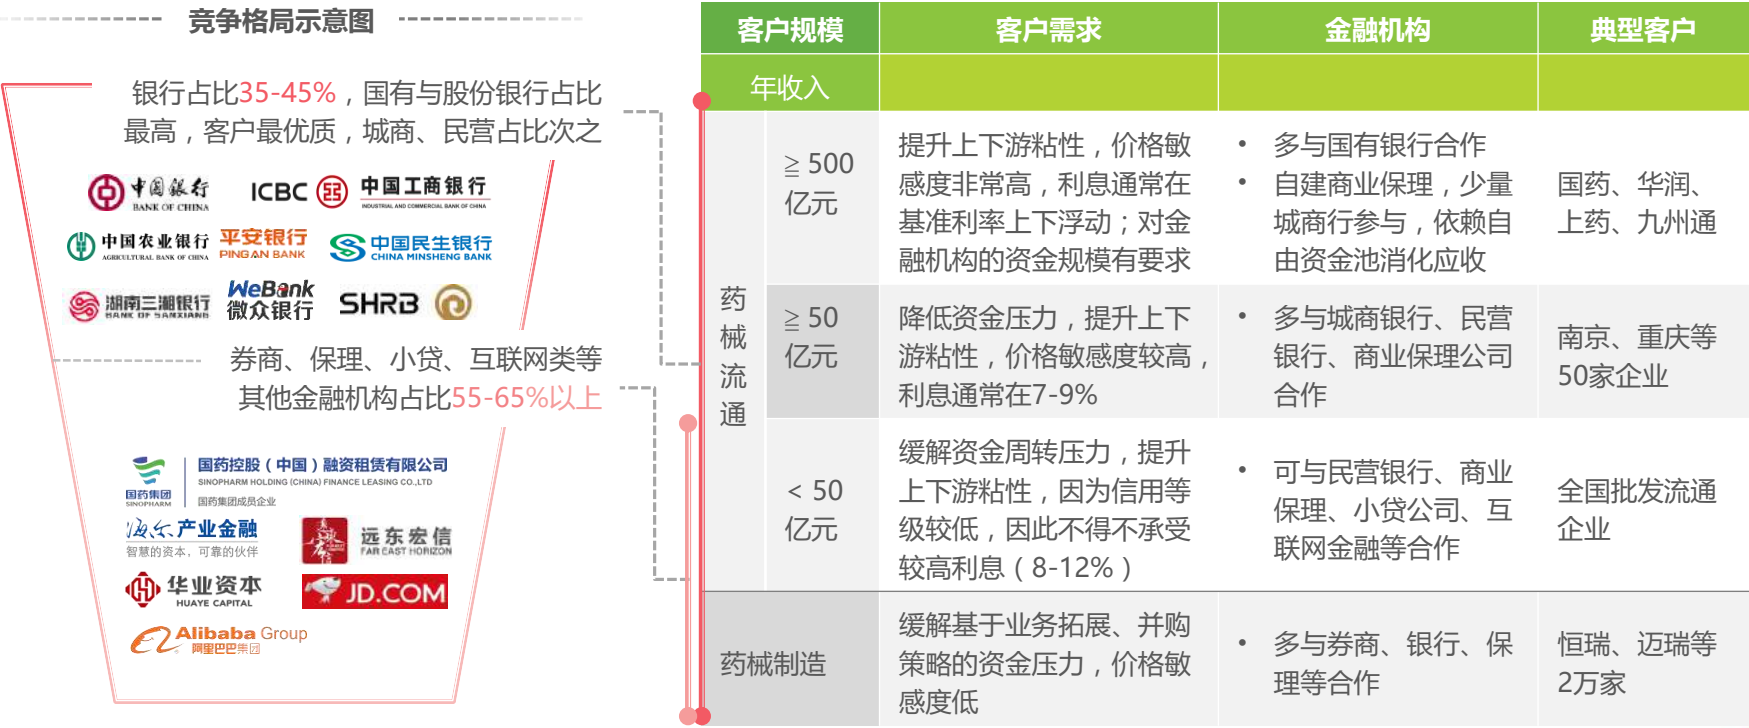 竞争格局示意图
银行占比35-45%，国有与股份银行占比
最高，客户最优质，城商、民营占比次之
中国银行
BANK OF CHINA
ICBC
中国工商银行
INDUSTRIAL AND COMMERCIAL BANK OF CHINA
中国农业银行
AGRICULTURAL BANK OF CHINA
平安银行
PINGAN BANK
中国民生银行
CHINA MINSHENG BANK
湖南三湘银行
BANK OF SANXIANG
WeBank
微众银行
SHRB
券商、保理、小贷、互联网类等
其他金融机构占比55-65%以上
国药集团
SINOPHARM
国药控股（中国）融资租赁有限公司
SINOPHARM HOLDING (CHINA) FINANCE LEASING CO.,LTD
国药集团成员企业
海尔产业金融
智慧的资本，可靠的伙伴
远东宏信
FAR EAST HORIZON
华业资本
HUAYE CAPITAL
JD.COM
Alibaba Group
阿里巴巴集团
客户规模
客户需求
金融机构
典型客户
年收入
药
械
流
通
≧ 500
亿元
提升上下游粘性，价格敏
感度非常高，利息通常在
基准利率上下浮动；对金
融机构的资金规模有要求
• 多与国有银行合作
• 自建商业保理，少量
城商行参与，依赖自
由资金池消化应收
国药、华润、
上药、九州通
≧ 50
亿元
降低资金压力，提升上下
游粘性，价格敏感度较高，
利息通常在7-9%
• 多与城商银行、民营
银行、商业保理公司
合作
南京、重庆等
50家企业
< 50
亿元
缓解资金周转压力，提升
上下游粘性，因为信用等
级较低，因此不得不承受
较高利息（8-12%）
• 可与民营银行、商业
保理、小贷公司、互
联网金融等合作
全国批发流通
企业
药械制造
缓解基于业务拓展、并购
策略的资金压力，价格敏
感度低
• 多与券商、银行、保
理等合作
恒瑞、迈瑞等
2万家